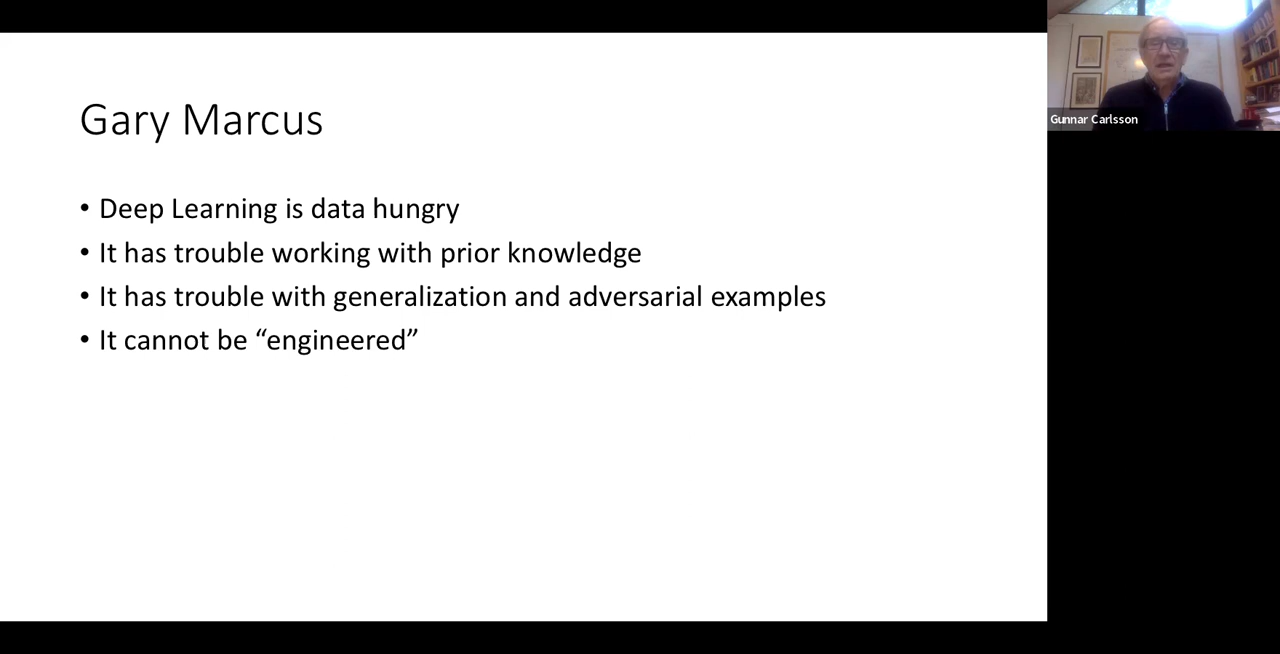 Gary Marcus
• Deep Learning is data hungry
• It has trouble working with prior knowledge
• It has trouble with generalization and adversarial examples
• It cannot be “engineered”
Gunnar Carlsson